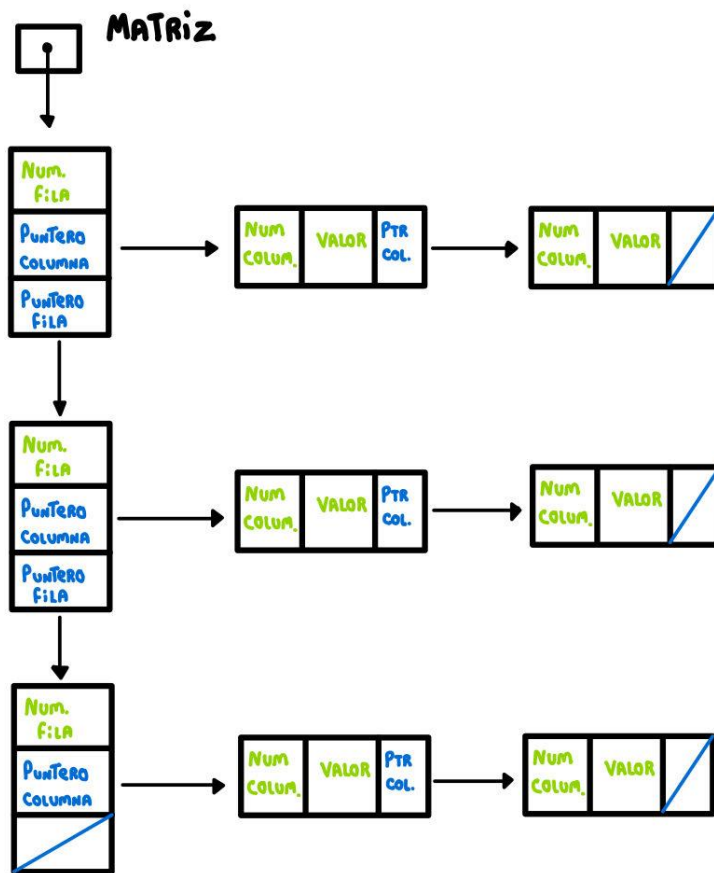 MATRiZ
Num.
fiLA
PUNTERO
COLUMNA
PUNTERO
fiLA
NUM
COLUM.
VALOR
PTR
COL.
NUM
COLUM.
VALOR
Num.
fiLA
PUNTERO
COLUMNA
PUNTERO
fiLA
NUM
COLUM.
VALOR
PTR
COL.
NUM
COLUM.
VALOR
Num.
fiLA
PUNTERO
COLUMNA
NUM
COLUM.
VALOR
PTR
COL.
NUM
COLUM.
VALOR